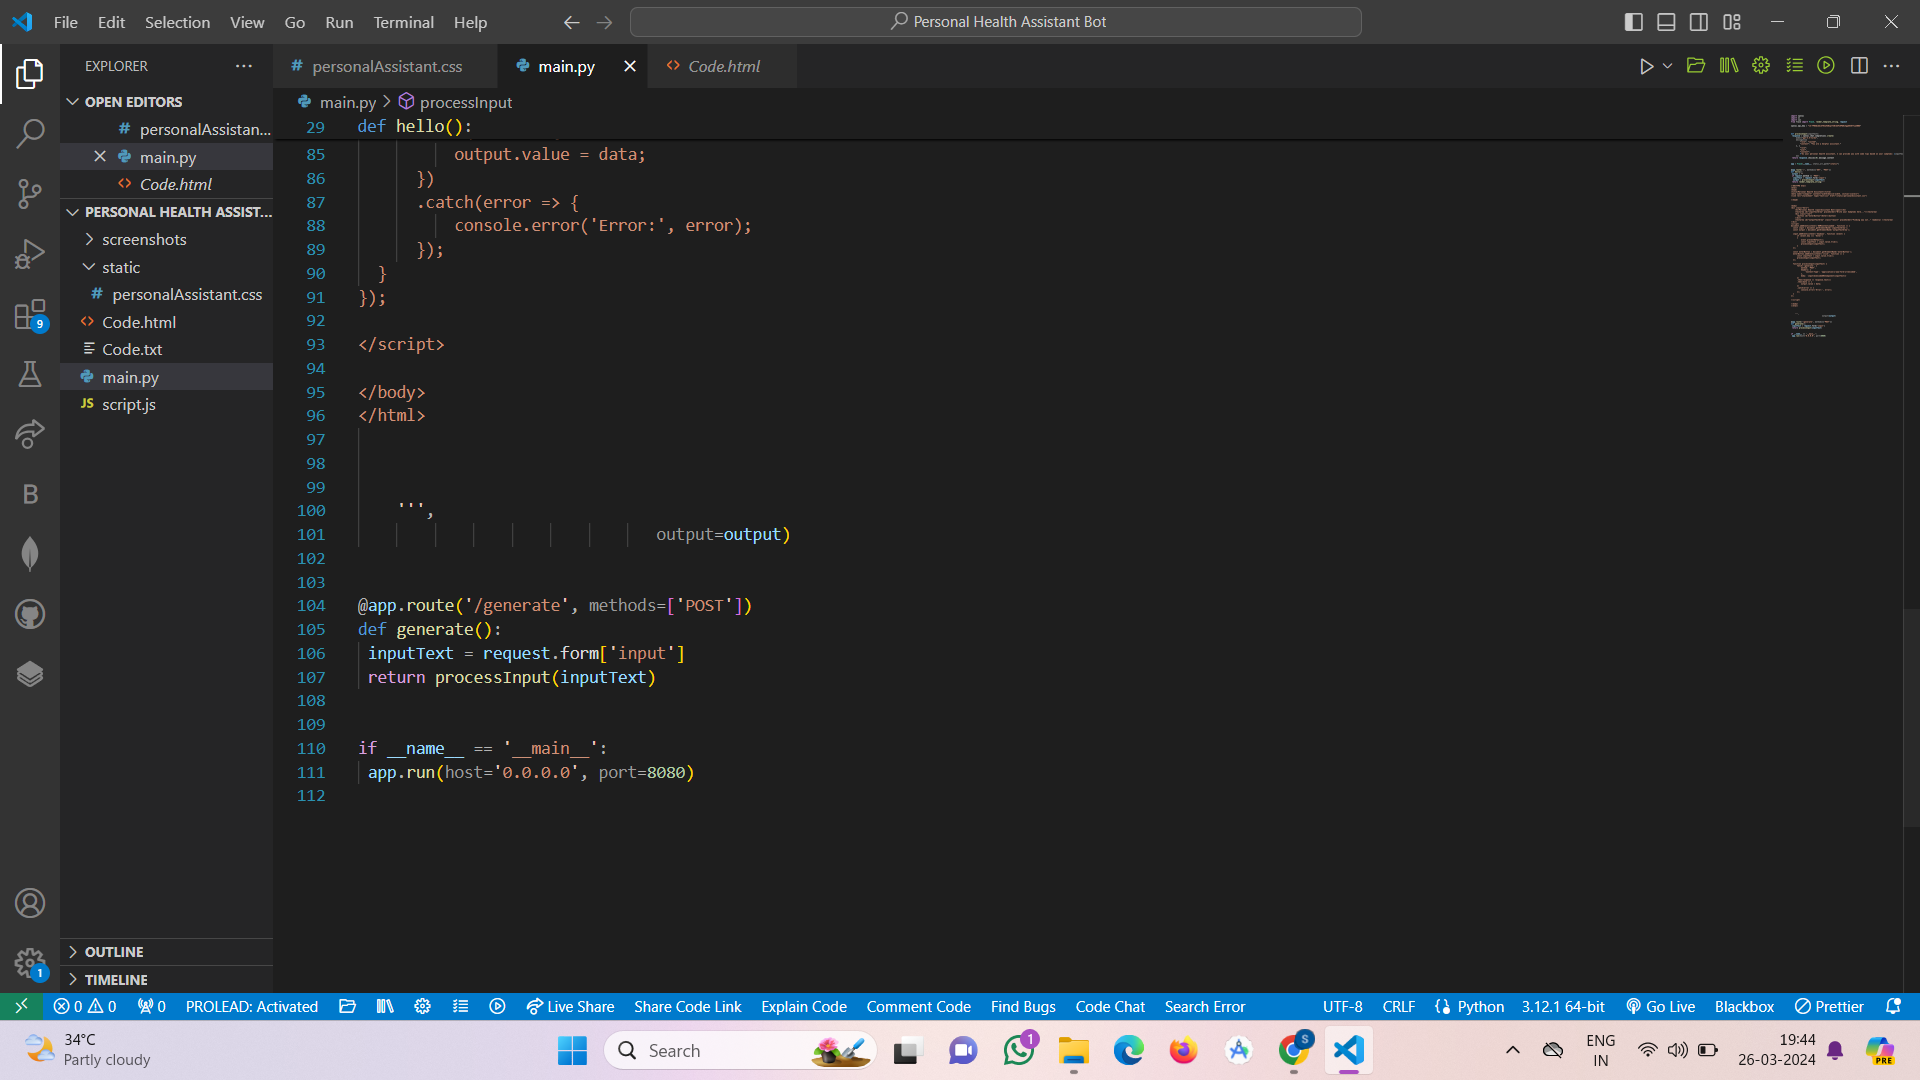 File Edit Selection View Go Run Terminal Help
Personal Health Assistant Bot
EXPLORER
OPEN EDITORS
# personalAssistan...
main.py
Code.html
PERSONAL HEALTH ASSIST...
screenshots
static
# personalAssistant.css
Code.html
Code.txt
main.py
JS script.js
OUTLINE
TIMELINE
9
B
1
# personalAssistant.css main.py Code.html
main.py > processInput
29 def hello():
85 output.value = data;
86 })
87 .catch(error => {
88 console.error('Error:', error);
89 });
90 }
91 });
92
93 </script>
94
95 </body>
96 </html>
97
98
99
100 ''',
101 output=output)
102
103
104 @app.route('/generate', methods=['POST'])
105 def generate():
106 inputText = request.form['input']
107 return processInput(inputText)
108
109
110 if __name__ == '__main__':
111 app.run(host='0.0.0.0', port=8080)
112
0 0 0 PROLEAD: Activated Live Share Share Code Link Explain Code Comment Code Find Bugs Code Chat Search Error UTF-8 CRLF Python 3.12.1 64-bit Go Live Blackbox Prettier
34°C
Partly cloudy
Search
1
S
ENG
IN
19:44
26-03-2024
PRE